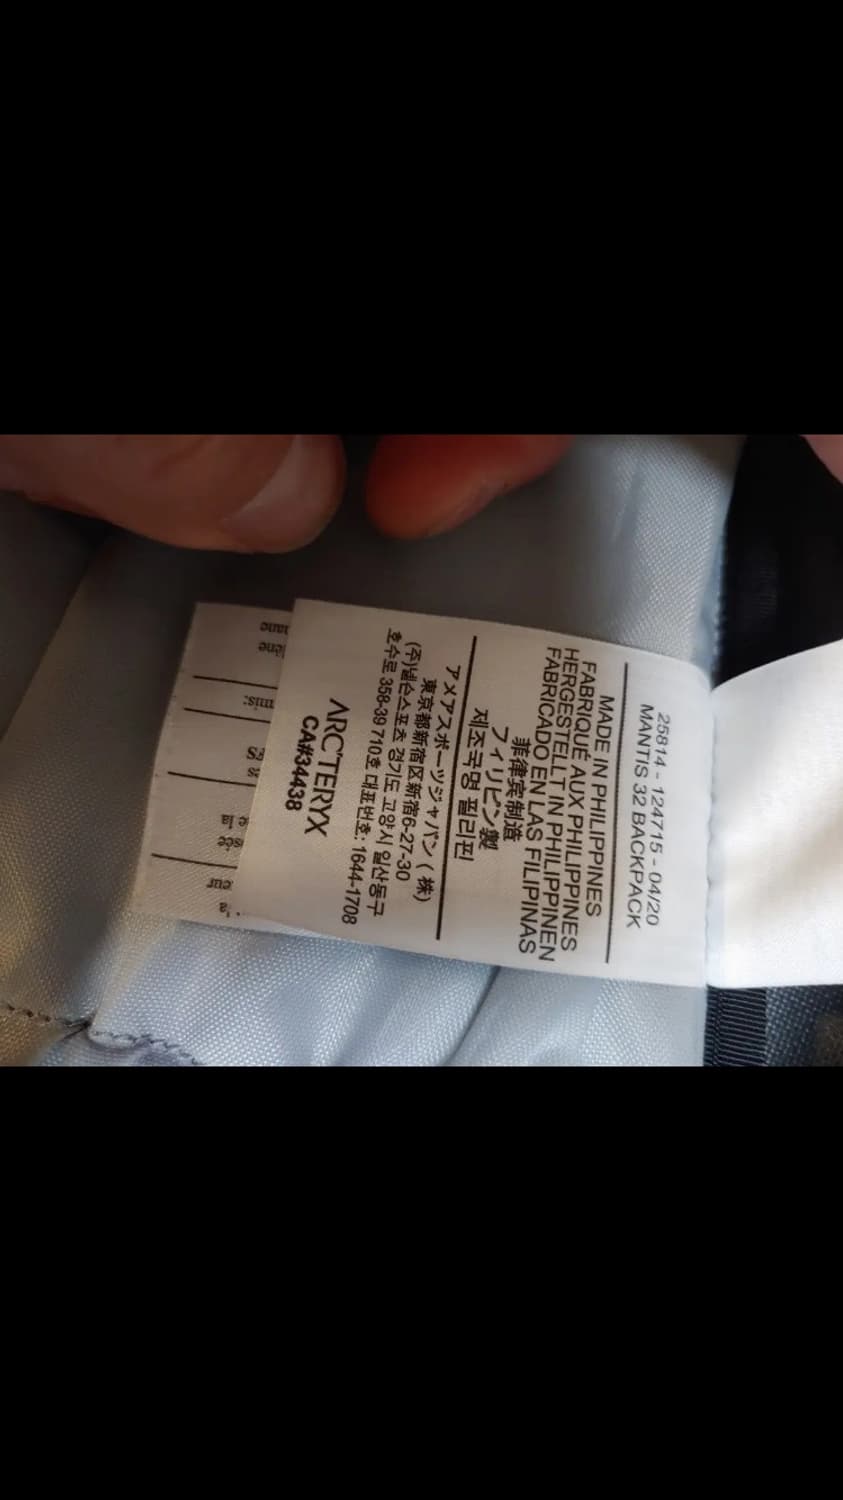 25814 - 124715 - 04/20
MANTIS 32 BACKPACK
MADE IN PHILIPPINES
FABRIQUÉ AUX PHILIPPINES
HERGESTELLT IN PHILIPPINEN
FABRICADO EN LAS FILIPINAS
菲律宾制造
フィリピン製
제조국명 필리핀
アメアスポーツジャパン(株)
東京都新宿区新宿6-27-30
(주)넬슨스포츠 경기도 고양시 일산동구
호수로 358-39 710호 대표번호: 1644-1708
ARC'TERYX
CA#34438